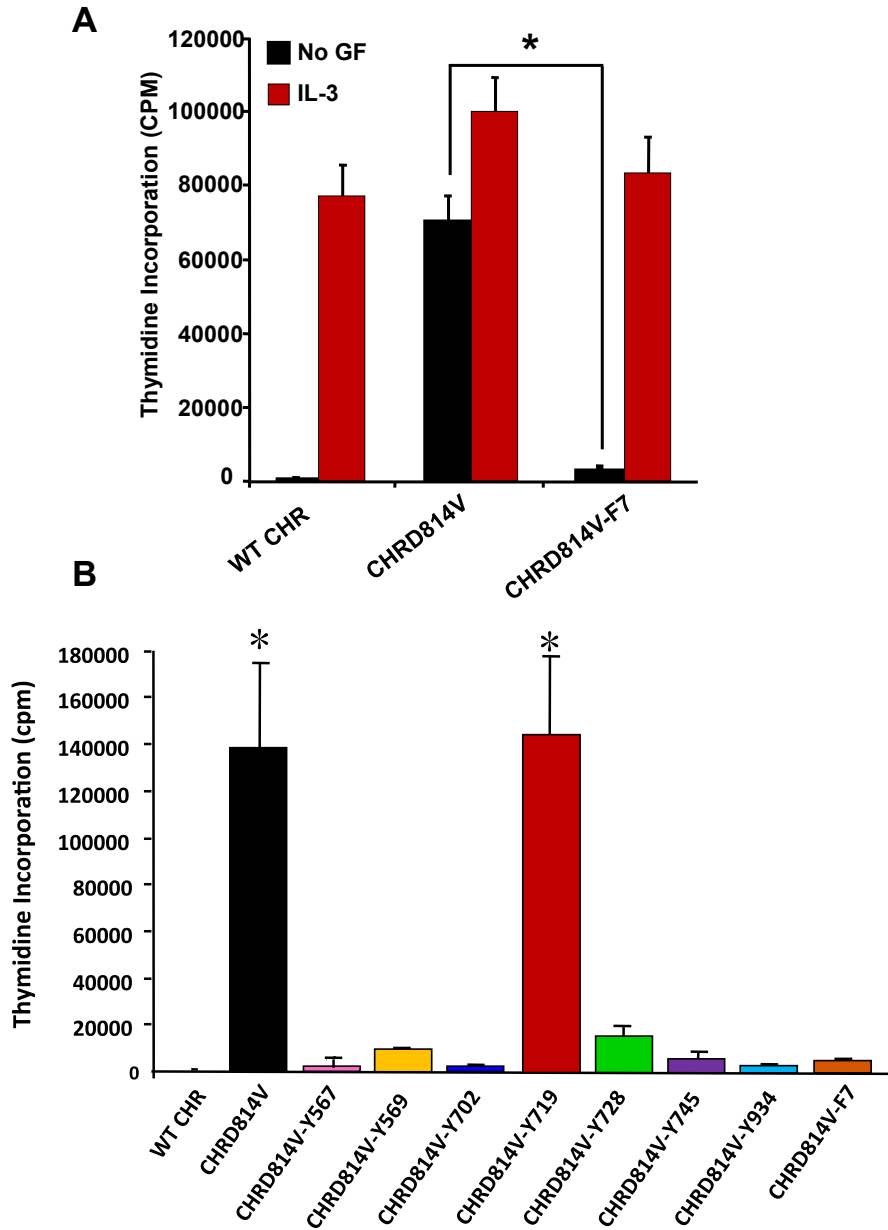 A
Thymidine Incorporation (CPM)
120000
100000
80000
60000
40000
20000
0
No GF
IL-3
*
WT CHR
CHRD814V
CHRD814V-F7
B
Thymidine Incorporation (cpm)
180000
160000
140000
120000
100000
80000
60000
40000
20000
0
*
*
WT CHR
CHRD814V
CHRD814V-Y567
CHRD814V-Y569
CHRD814V-Y702
CHRD814V-Y719
CHRD814V-Y728
CHRD814V-Y745
CHRD814V-Y934
CHRD814V-F7